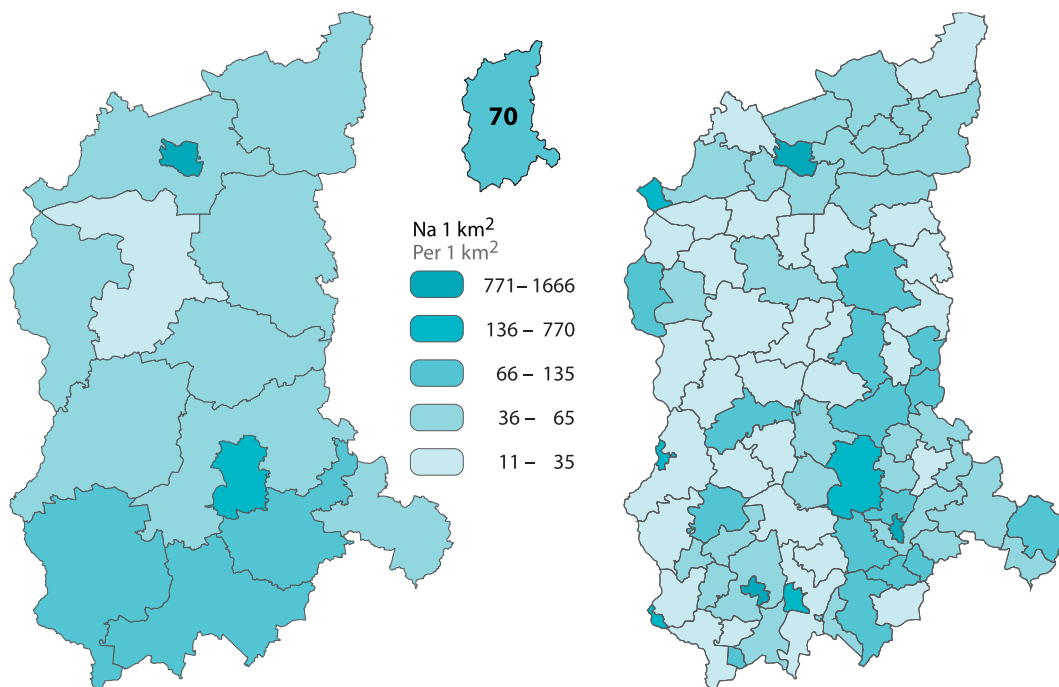 70
Na 1 km²
Per 1 km²
771 – 1666
136 – 770
66 – 135
36 – 65
11 – 35